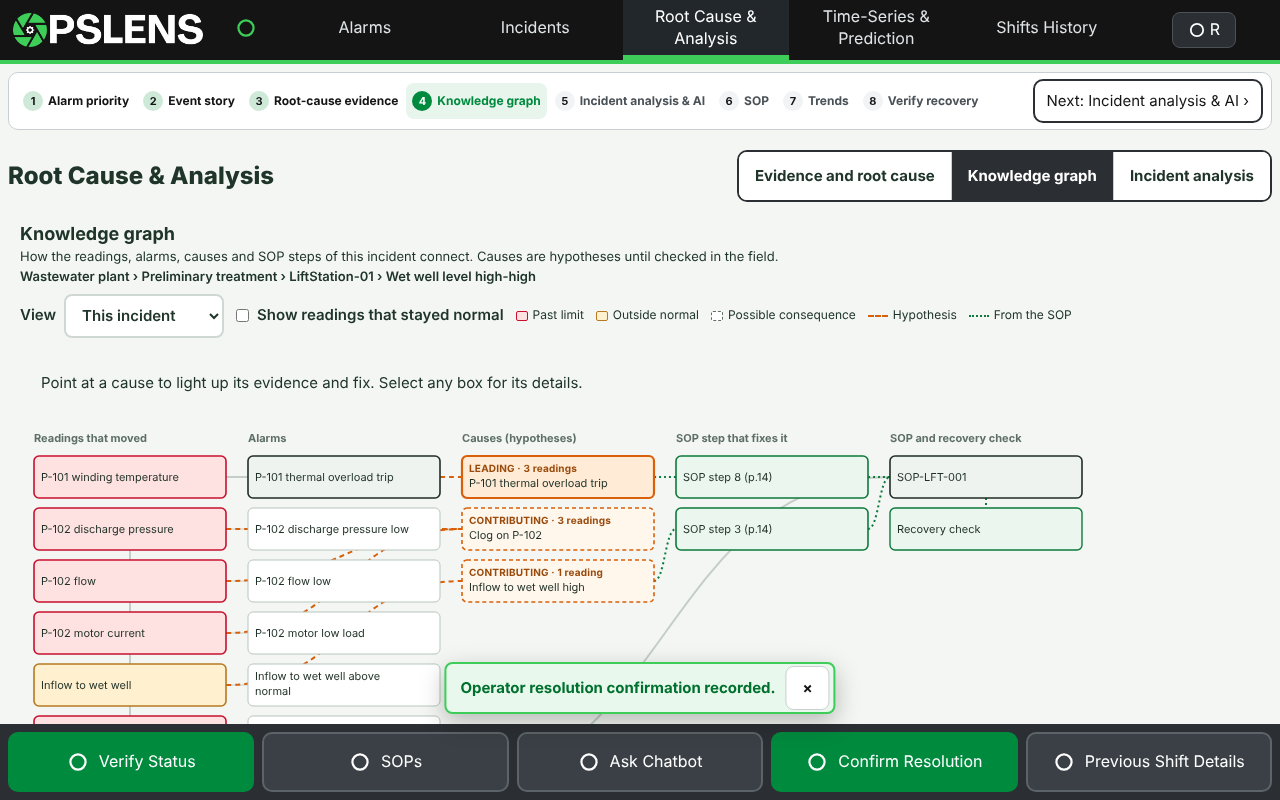 PSLENS
Alarms
Incidents
Root Cause &
Analysis
Time-Series &
Prediction
Shifts History
R
1 Alarm priority
2 Event story
3 Root-cause evidence
4 Knowledge graph
5 Incident analysis & AI
6 SOP
7 Trends
8 Verify recovery
Next: Incident analysis & AI ›
Root Cause & Analysis
Evidence and root cause
Knowledge graph
Incident analysis
Knowledge graph
How the readings, alarms, causes and SOP steps of this incident connect. Causes are hypotheses until checked in the field.
Wastewater plant › Preliminary treatment › LiftStation-01 › Wet well level high-high
View
This incident
Show readings that stayed normal
Past limit
Outside normal
Possible consequence
Hypothesis
From the SOP
Point at a cause to light up its evidence and fix. Select any box for its details.
Readings that moved
Alarms
Causes (hypotheses)
SOP step that fixes it
SOP and recovery check
P-101 winding temperature
P-101 thermal overload trip
LEADING · 3 readings
P-101 thermal overload trip
SOP step 8 (p.14)
SOP-LFT-001
P-102 discharge pressure
P-102 discharge pressure low
CONTRIBUTING · 3 readings
Clog on P-102
SOP step 3 (p.14)
Recovery check
P-102 flow
P-102 flow low
CONTRIBUTING · 1 reading
Inflow to wet well high
P-102 motor current
P-102 motor low load
Inflow to wet well
Inflow to wet well above
normal
Operator resolution confirmation recorded.
×
Verify Status
SOPs
Ask Chatbot
Confirm Resolution
Previous Shift Details